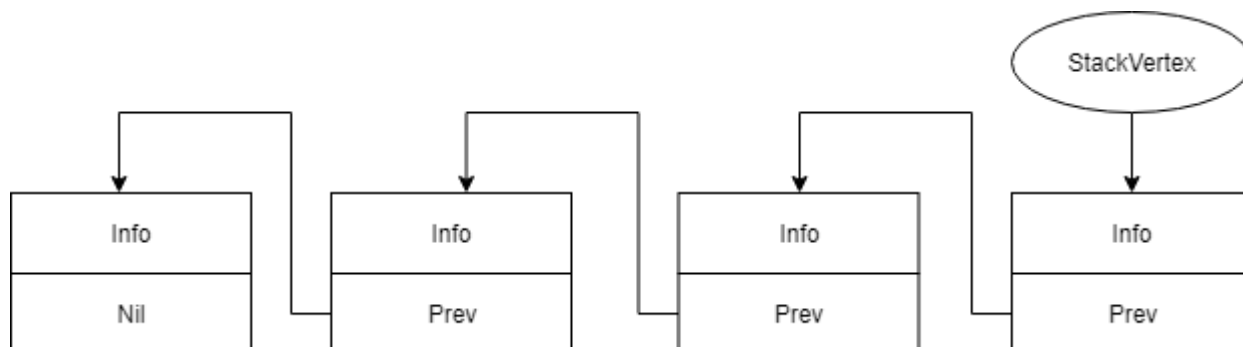 StackVertex
Info
Info
Info
Info
Nil
Prev
Prev
Prev